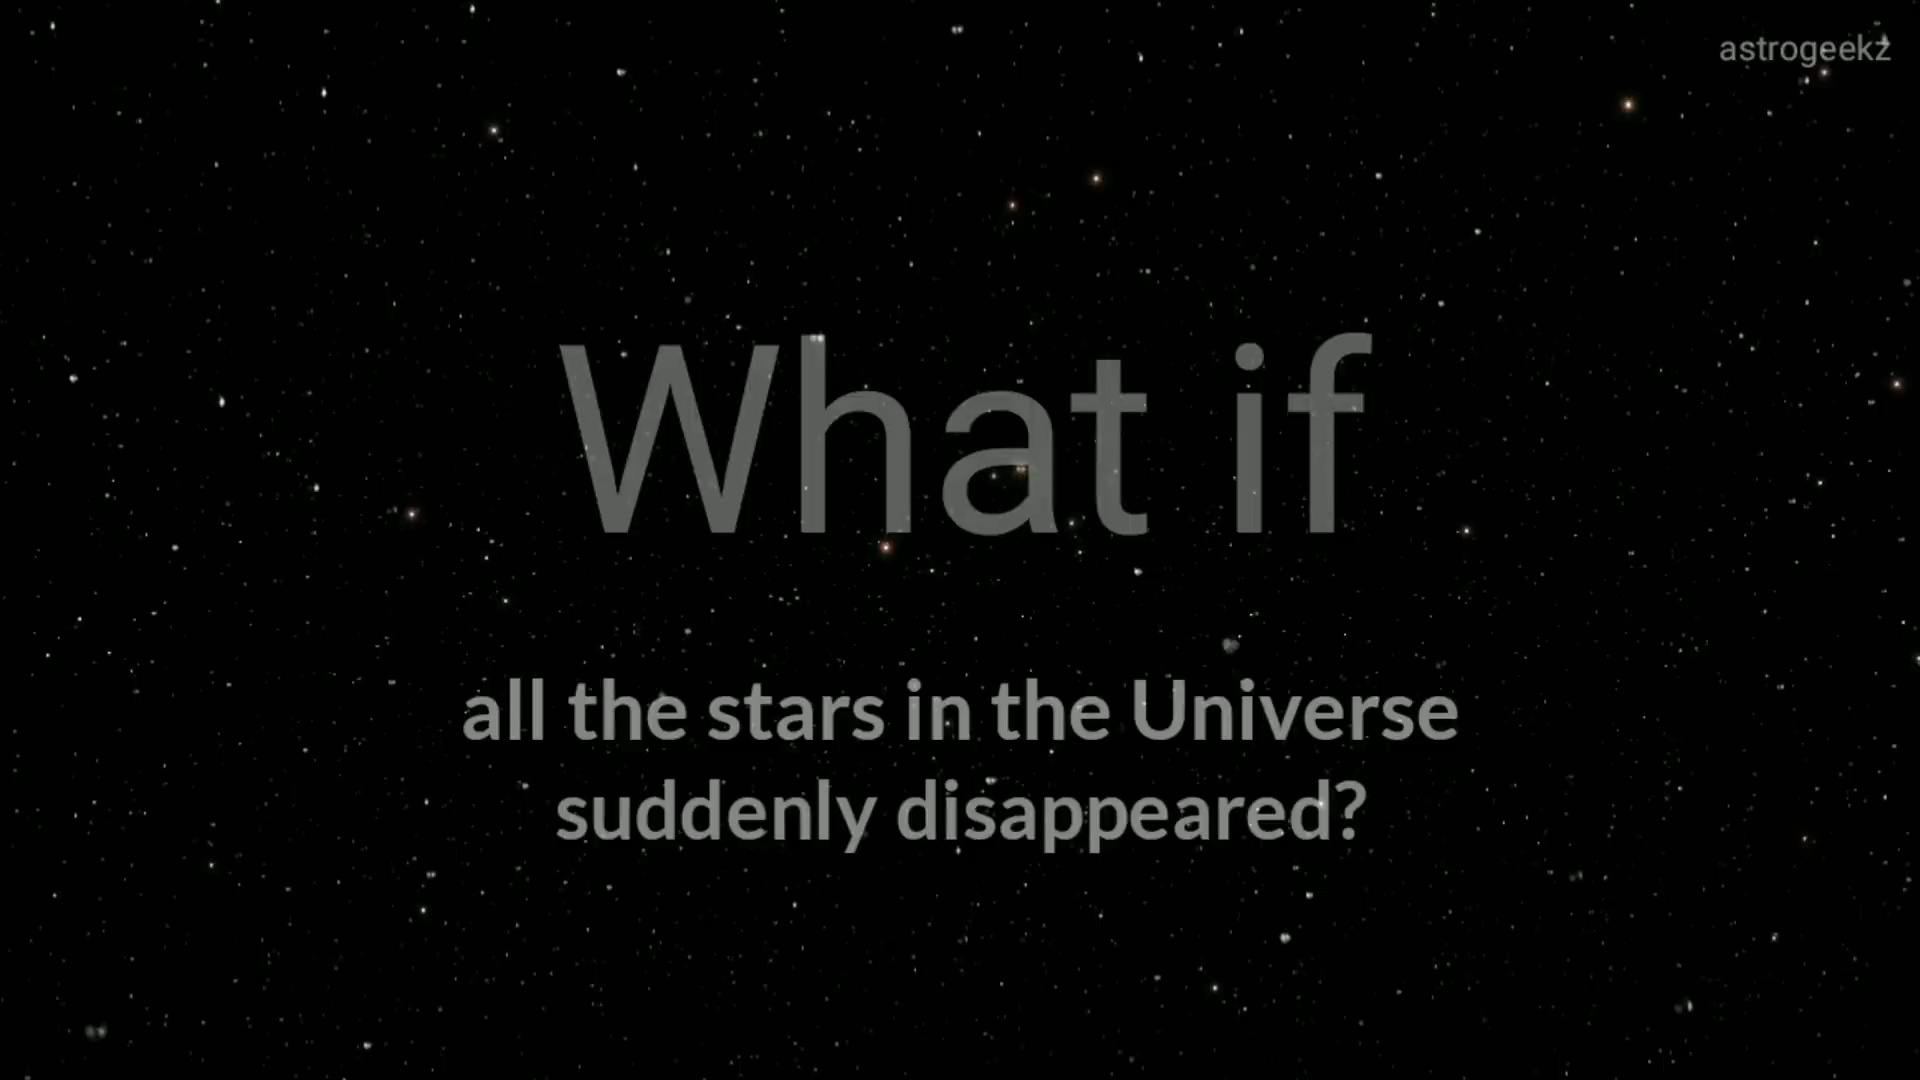 astrogeekz
What if
all the stars in the Universe
suddenly disappeared?